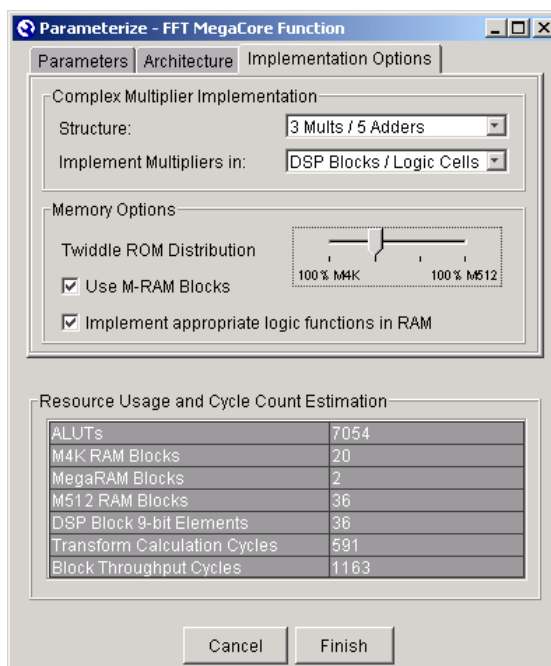 Parameterize - FFT MegaCore Function
Parameters Architecture Implementation Options
Complex Multiplier Implementation
Structure: 3 Mults / 5 Adders
Implement Multipliers in: DSP Blocks / Logic Cells
Memory Options
Twiddle ROM Distribution
100% M4K 100% M512
Use M-RAM Blocks
Implement appropriate logic functions in RAM
Resource Usage and Cycle Count Estimation
ALUTs 7054
M4K RAM Blocks 20
MegaRAM Blocks 2
M512 RAM Blocks 36
DSP Block 9-bit Elements 36
Transform Calculation Cycles 591
Block Throughput Cycles 1163
Cancel Finish